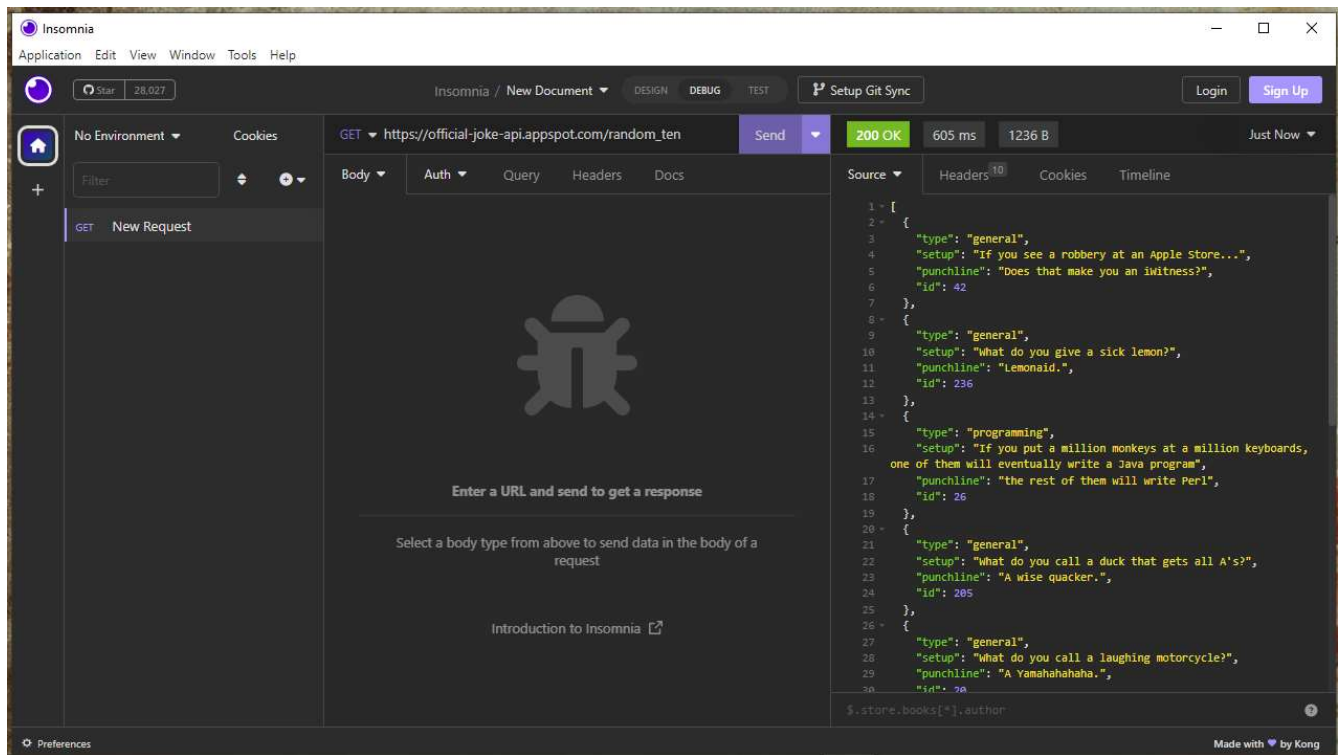 Insomnia
Application Edit View Window Tools Help
Star 28,027
Insomnia / New Document DESIGN DEBUG TEST Setup Git Sync Login Sign Up
No Environment Cookies
Filter
GET New Request
GET https://official-joke-api.appspot.com/random_ten Send
Body Auth Query Headers Docs
Enter a URL and send to get a response
Select a body type from above to send data in the body of a
request
Introduction to Insomnia
200 OK 605 ms 1236 B Just Now
Source Headers 10 Cookies Timeline
1 [
2 {
3 "type": "general",
4 "setup": "If you see a robbery at an Apple Store...",
5 "punchline": "Does that make you an iWitness?",
6 "id": 42
7 },
8 {
9 "type": "general",
10 "setup": "What do you give a sick lemon?",
11 "punchline": "Lemonaid.",
12 "id": 236
13 },
14 {
15 "type": "programming",
16 "setup": "If you put a million monkeys at a million keyboards,
one of them will eventually write a Java program",
17 "punchline": "the rest of them will write Perl",
18 "id": 26
19 },
20 {
21 "type": "general",
22 "setup": "What do you call a duck that gets all A's?",
23 "punchline": "A wise quacker.",
24 "id": 205
25 },
26 {
27 "type": "general",
28 "setup": "What do you call a laughing motorcycle?",
29 "punchline": "A Yamahahahaha.",
30 "id": 20
$.store.books[*].author
Preferences
Made with 💜 by Kong